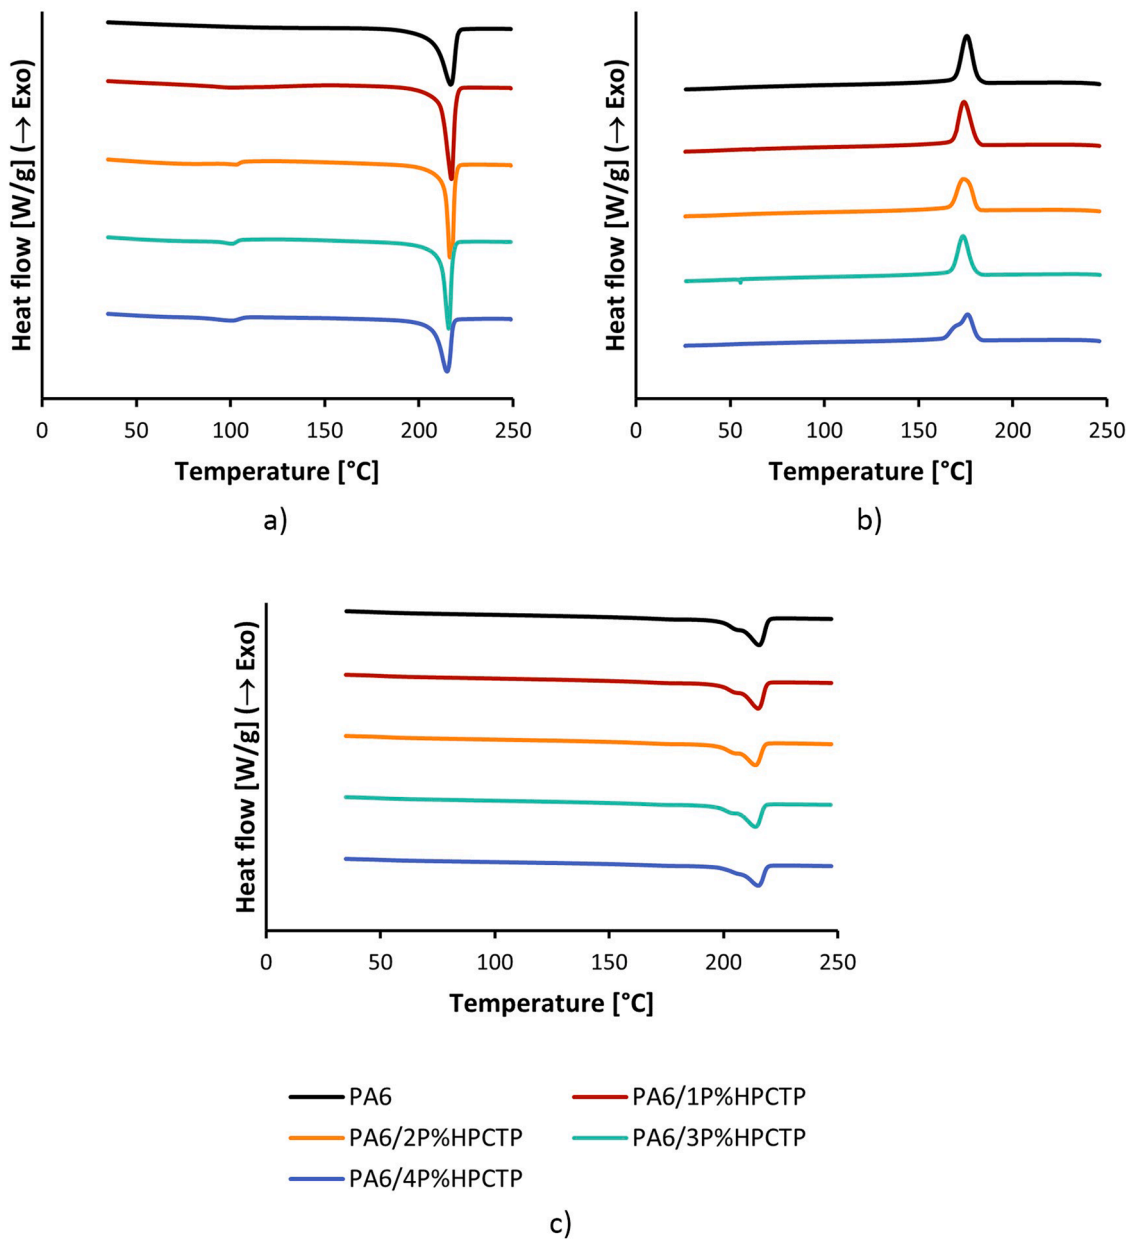 Heat flow [W/g] (→ Exo)
0 50 100 150 200 250
Temperature [°C]
a)
Heat flow [W/g] (→ Exo)
0 50 100 150 200 250
Temperature [°C]
b)
Heat flow [W/g] (→ Exo)
0 50 100 150 200 250
Temperature [°C]
PA6 PA6/1P%HPCTP
PA6/2P%HPCTP PA6/3P%HPCTP
PA6/4P%HPCTP
c)